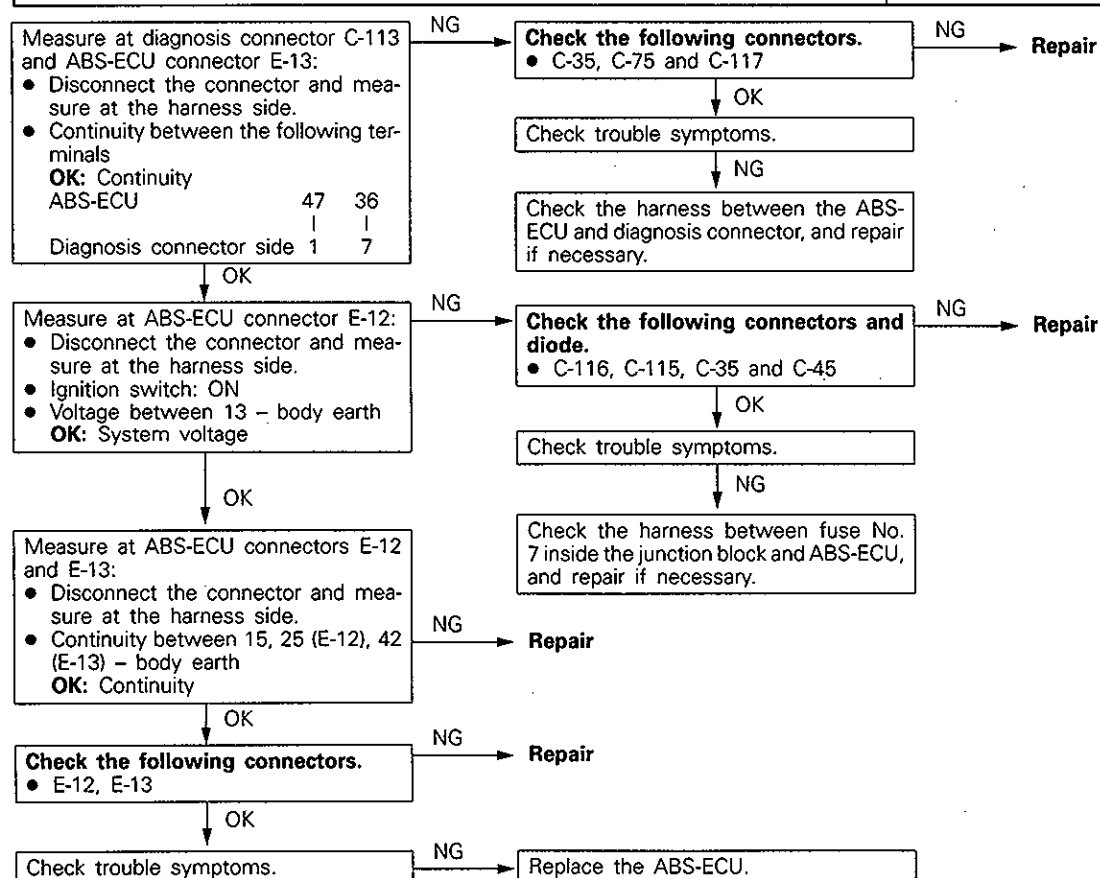 Measure at diagnosis connector C-113
and ABS-ECU connector E-13:
● Disconnect the connector and mea-
sure at the harness side.
● Continuity between the following ter-
minals
OK: Continuity
ABS-ECU 47 36
| |
Diagnosis connector side 1 7
NG
Check the following connectors.
● C-35, C-75 and C-117
NG
Repair
OK
Check trouble symptoms.
NG
Check the harness between the ABS-
ECU and diagnosis connector, and repair
if necessary.
OK
Measure at ABS-ECU connector E-12:
● Disconnect the connector and mea-
sure at the harness side.
● Ignition switch: ON
● Voltage between 13 – body earth
OK: System voltage
NG
Check the following connectors and
diode.
● C-116, C-115, C-35 and C-45
NG
Repair
OK
Check trouble symptoms.
NG
Check the harness between fuse No.
7 inside the junction block and ABS-ECU,
and repair if necessary.
OK
Measure at ABS-ECU connectors E-12
and E-13:
● Disconnect the connector and mea-
sure at the harness side.
● Continuity between 15, 25 (E-12), 42
(E-13) – body earth
OK: Continuity
NG
Repair
OK
Check the following connectors.
● E-12, E-13
NG
Repair
OK
Check trouble symptoms.
NG
Replace the ABS-ECU.